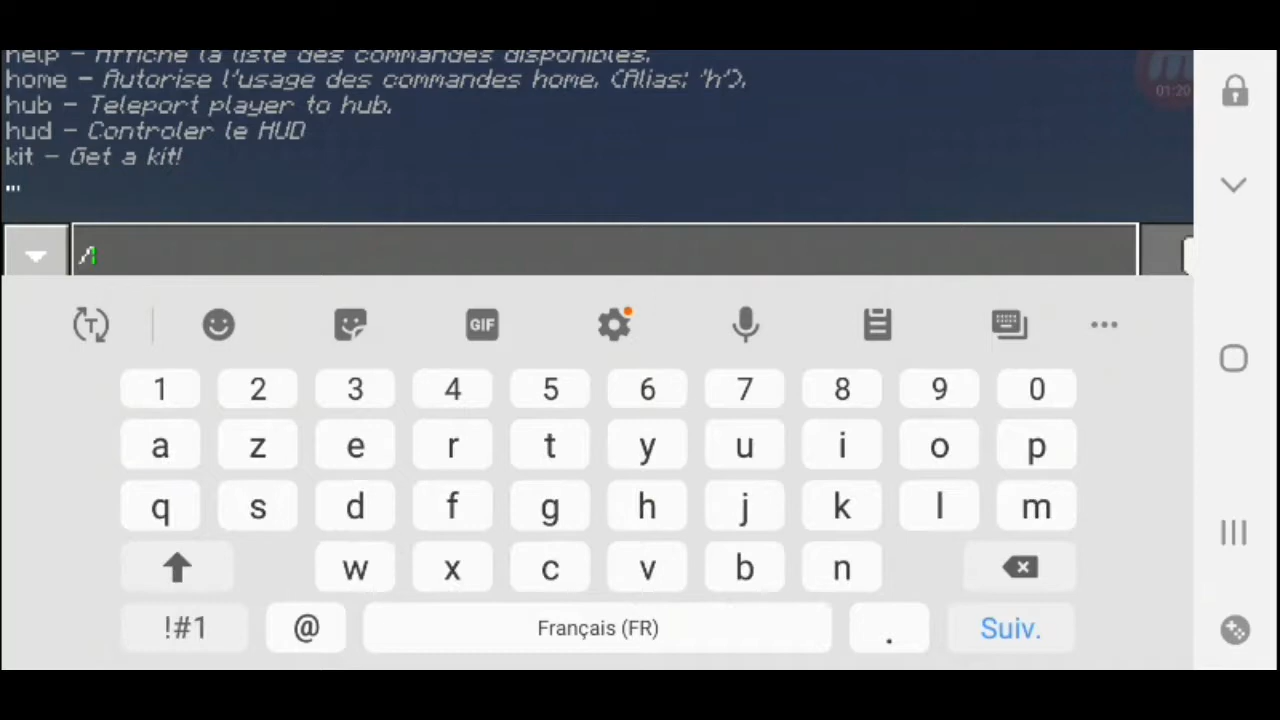 help - Affiche la liste des commandes disponibles.
home - Autorise l'usage des commandes home. (Alias: 'h').
hub - Teleport player to hub.
hud - Controler le HUD
kit - Get a kit!
...
/
01:20
T
GIF
1 2 3 4 5 6 7 8 9 0
a z e r t y u i o p
q s d f g h j k l m
w x c v b n
!#1 @ Français (FR) . Suiv.